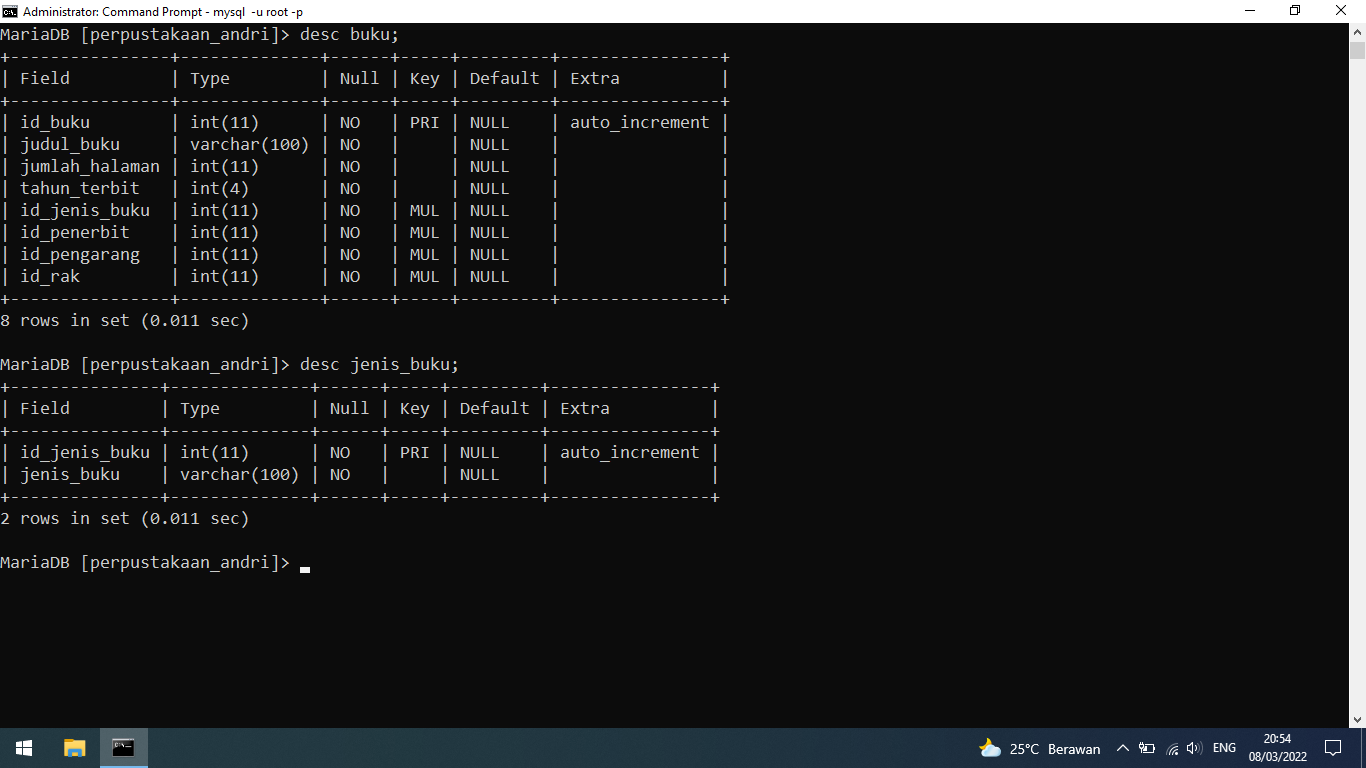 Administrator: Command Prompt - mysql  -u root -p
MariaDB [perpustakaan_andri]> desc buku;
+----------------+--------------+------+-----+---------+----------------+
| Field          | Type         | Null | Key | Default | Extra          |
+----------------+--------------+------+-----+---------+----------------+
| id_buku        | int(11)      | NO   | PRI | NULL    | auto_increment |
| judul_buku     | varchar(100) | NO   |     | NULL    |                |
| jumlah_halaman | int(11)      | NO   |     | NULL    |                |
| tahun_terbit   | int(4)       | NO   |     | NULL    |                |
| id_jenis_buku  | int(11)      | NO   | MUL | NULL    |                |
| id_penerbit    | int(11)      | NO   | MUL | NULL    |                |
| id_pengarang   | int(11)      | NO   | MUL | NULL    |                |
| id_rak         | int(11)      | NO   | MUL | NULL    |                |
+----------------+--------------+------+-----+---------+----------------+
8 rows in set (0.011 sec)
MariaDB [perpustakaan_andri]> desc jenis_buku;
+---------------+--------------+------+-----+---------+----------------+
| Field         | Type         | Null | Key | Default | Extra          |
+---------------+--------------+------+-----+---------+----------------+
| id_jenis_buku | int(11)      | NO   | PRI | NULL    | auto_increment |
| jenis_buku    | varchar(100) | NO   |     | NULL    |                |
+---------------+--------------+------+-----+---------+----------------+
2 rows in set (0.011 sec)
MariaDB [perpustakaan_andri]>
25°C Berawan ENG 20:54
08/03/2022